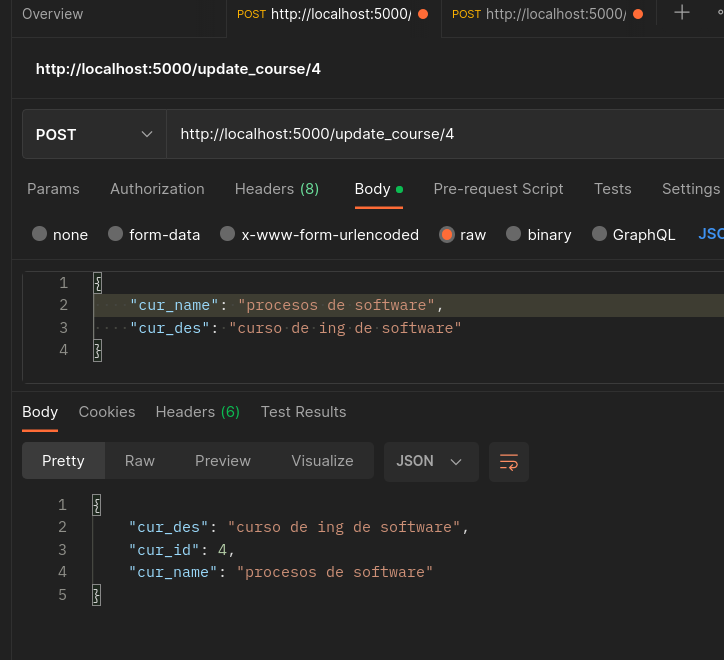 Overview POST http://localhost:5000/ POST http://localhost:5000/ +
http://localhost:5000/update_course/4
POST http://localhost:5000/update_course/4
Params Authorization Headers (8) Body Pre-request Script Tests Settings
none form-data x-www-form-urlencoded raw binary GraphQL JSO
1 {
2 "cur_name": "procesos de software",
3 "cur_des": "curso de ing de software"
4 }
Body Cookies Headers (6) Test Results
Pretty Raw Preview Visualize JSON
1 {
2 "cur_des": "curso de ing de software",
3 "cur_id": 4,
4 "cur_name": "procesos de software"
5 }